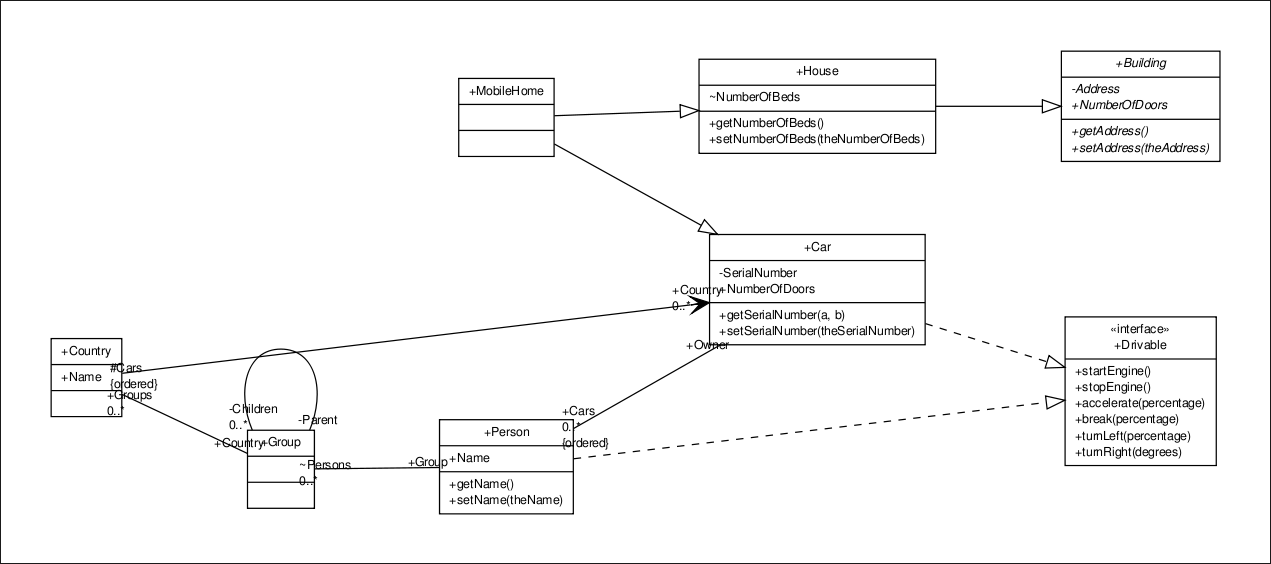 +MobileHome
+House
~NumberOfBeds
+getNumberOfBeds()
+setNumberOfBeds(theNumberOfBeds)
+Building
-Address
+NumberOfDoors
+getAddress()
+setAddress(theAddress)
+Car
-SerialNumber
+NumberOfDoors
+getSerialNumber(a, b)
+setSerialNumber(theSerialNumber)
+Country
0..*
+Owner
«interface»
+Drivable
+startEngine()
+stopEngine()
+accelerate(percentage)
+break(percentage)
+turnLeft(percentage)
+turnRight(degrees)
+Country
+Name
#Cars
{ordered}
+Groups
0..*
-Children
0..*
-Parent
+Country
+Group
~Persons
0..*
+Group
+Cars
0..*
{ordered}
+Person
+Name
+getName()
+setName(theName)